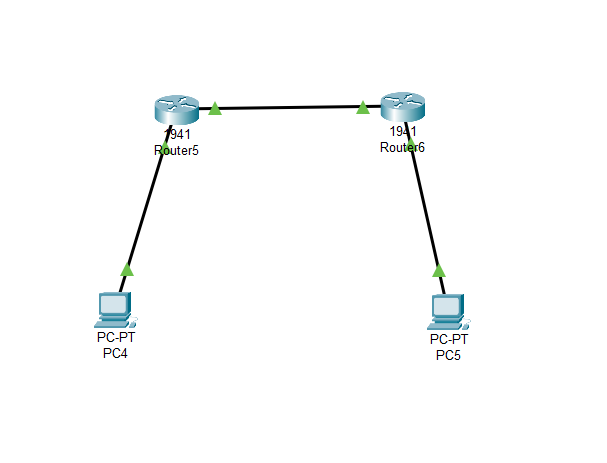 1941
Router5
1941
Router6
PC-PT
PC4
PC-PT
PC5